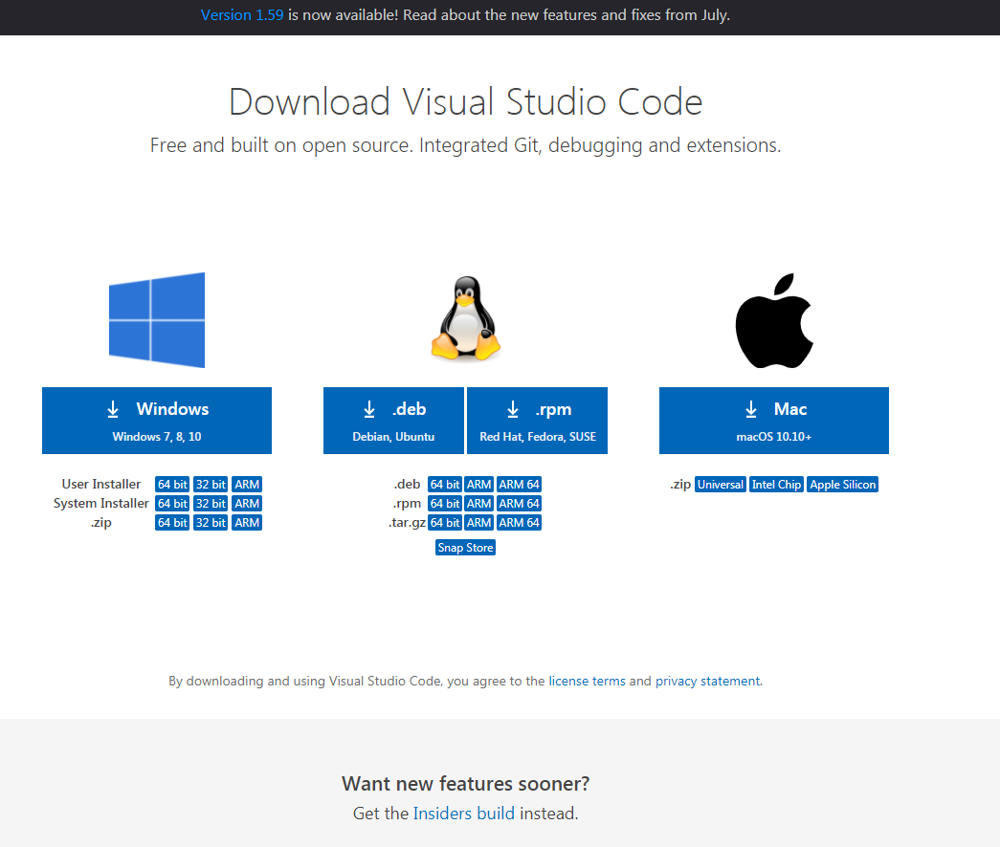 Version 1.59 is now available! Read about the new features and fixes from July.
Download Visual Studio Code
Free and built on open source. Integrated Git, debugging and extensions.
Windows
Windows 7, 8, 10
User Installer 64 bit 32 bit ARM
System Installer 64 bit 32 bit ARM
.zip 64 bit 32 bit ARM
.deb
Debian, Ubuntu
.rpm
Red Hat, Fedora, SUSE
.deb 64 bit ARM ARM 64
.rpm 64 bit ARM ARM 64
.tar.gz 64 bit ARM ARM 64
Snap Store
Mac
macOS 10.10+
.zip Universal Intel Chip Apple Silicon
By downloading and using Visual Studio Code, you agree to the license terms and privacy statement.
Want new features sooner?
Get the Insiders build instead.